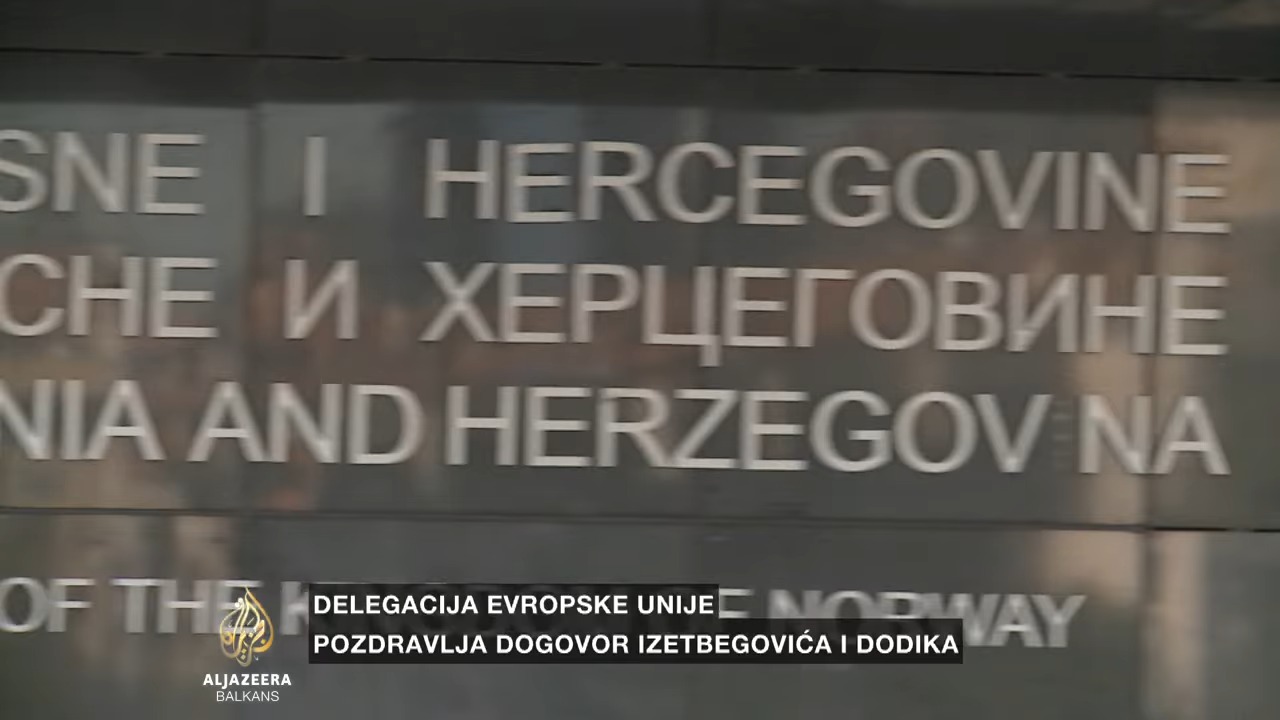 SNE I HERCEGOVINE
СНЕ И ХЕРЦЕГОВИНЕ
NIA AND HERZEGOV NA
OF THE NORWAY
DELEGACIJA EVROPSKE UNIJE
POZDRAVLJA DOGOVOR IZETBEGOVIĆA I DODIKA
ALJAZEERA
BALKANS